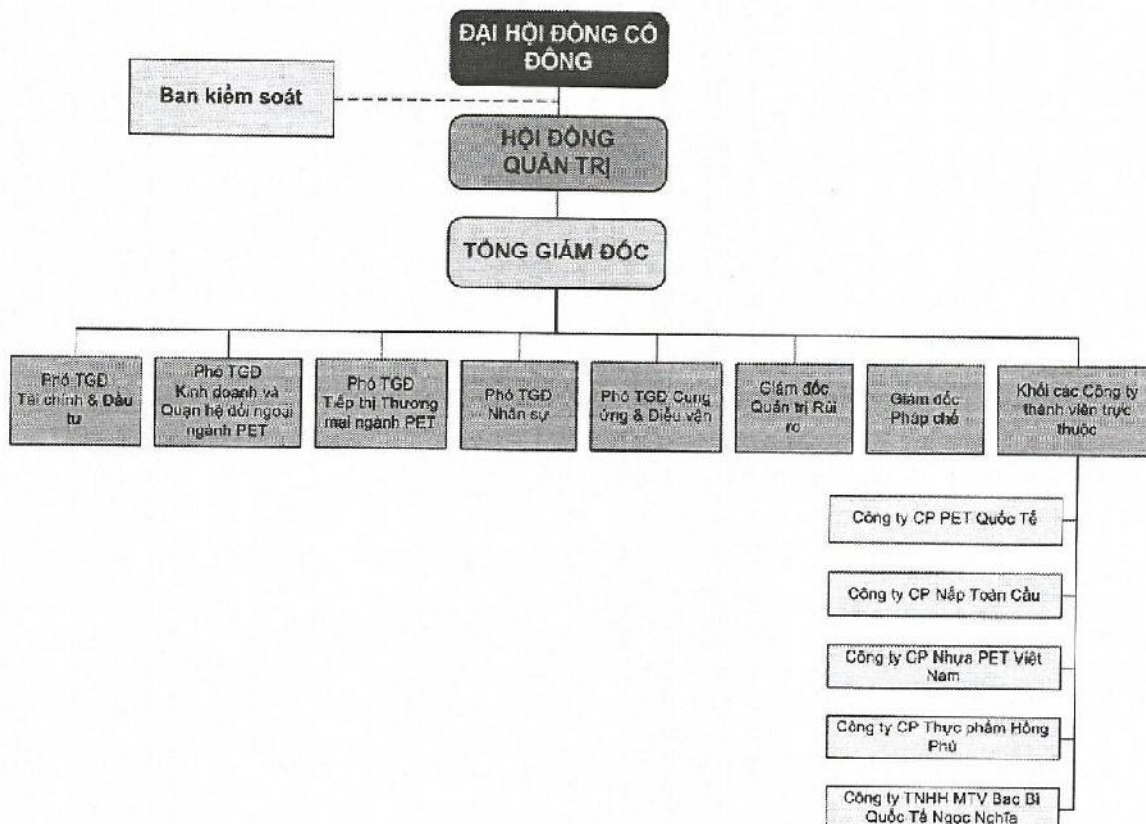 ĐẠI HỘI ĐỒNG CỔ
ĐÔNG
Ban kiểm soát
HỘI ĐỒNG
QUẢN TRỊ
TỔNG GIÁM ĐỐC
Phó TGĐ
Tài chính & Đầu
tư
Phó TGĐ
Kinh doanh và
Quan hệ đối ngoại
ngành PET
Phó TGĐ
Tiếp thị Thương
mại ngành PET
Phó TGĐ
Nhân sự
Phó TGĐ Cung
ứng & Điều vận
Giám đốc
Quản trị Rủi
ro
Giám đốc
Pháp chế
Khối các Công ty
thành viên trực
thuộc
Công ty CP PET Quốc Tế
Công ty CP Nắp Toàn Cầu
Công ty CP Nhựa PET Việt
Nam
Công ty CP Thực phẩm Hồng
Phú
Công ty TNHH MTV Bao Bì
Quốc Tế Ngọc Nghĩa